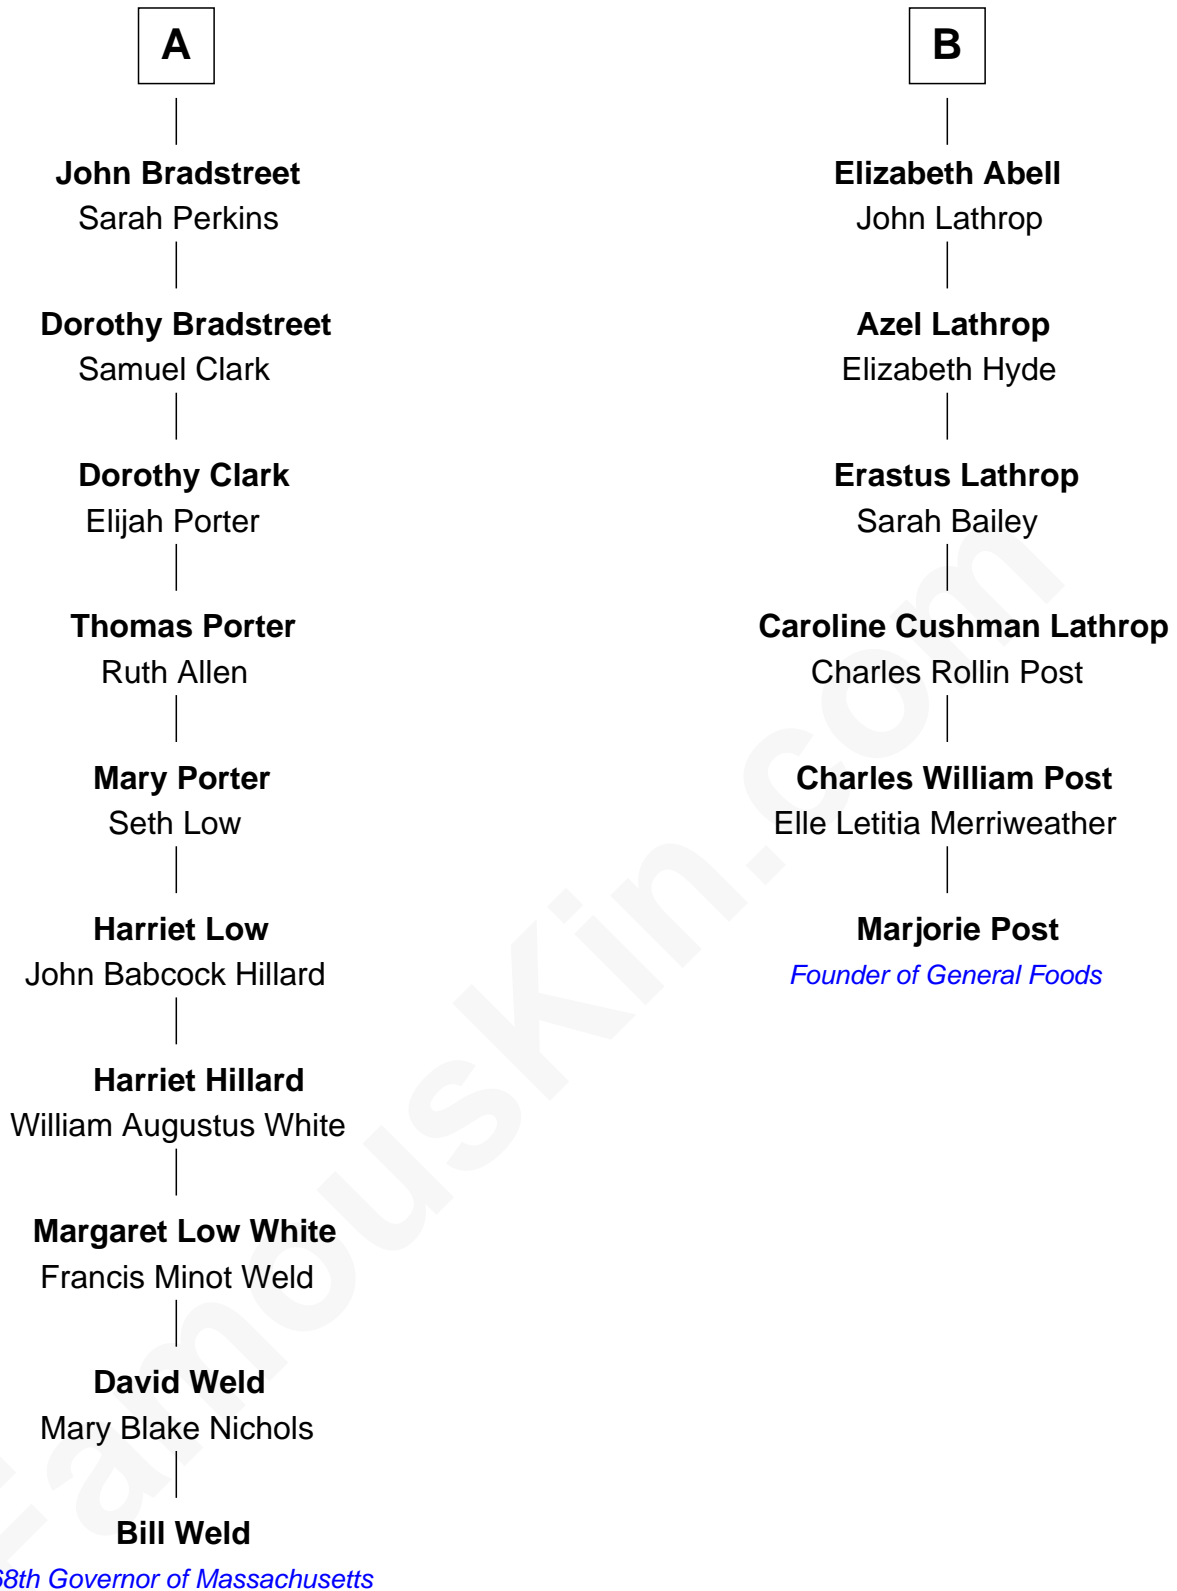 A
John Bradstreet
Sarah Perkins
Dorothy Bradstreet
Samuel Clark
Dorothy Clark
Elijah Porter
Thomas Porter
Ruth Allen
Mary Porter
Seth Low
Harriet Low
John Babcock Hillard
Harriet Hillard
William Augustus White
Margaret Low White
Francis Minot Weld
David Weld
Mary Blake Nichols
Bill Weld
68th Governor of Massachusetts
B
Elizabeth Abell
John Lathrop
Azel Lathrop
Elizabeth Hyde
Erastus Lathrop
Sarah Bailey
Caroline Cushman Lathrop
Charles Rollin Post
Charles William Post
Elle Letitia Merriweather
Marjorie Post
Founder of General Foods
FamousKin.com